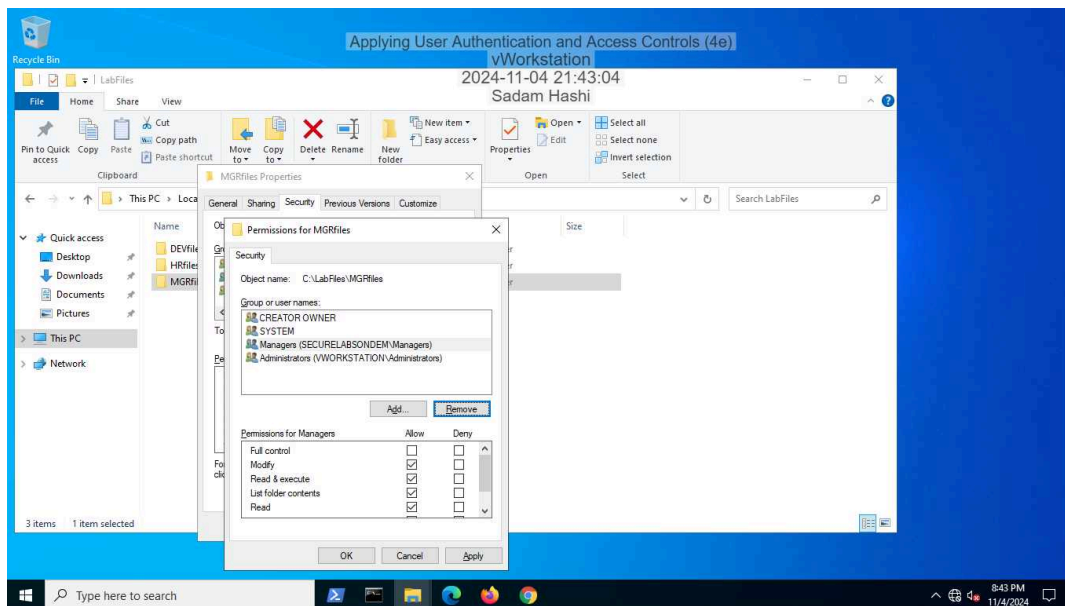 Recycle Bin
Applying User Authentication and Access Controls (4e)
vWorkstation
2024-11-04 21:43:04
Sadam Hashi
LabFiles
File Home Share View
Pin to Quick access
Copy
Paste
Cut
Copy path
Paste shortcut
Clipboard
Move to
Copy to
Delete
Rename
New folder
New item
Easy access
Properties
Open
Edit
Open
Select all
Select none
Invert selection
Select
This PC > Loca
Search LabFiles
Quick access
Desktop
Downloads
Documents
Pictures
This PC
Network
Name
Size
DEVfile
HRfiles
MGRfi
3 items 1 item selected
MGRfiles Properties
General Sharing Security Previous Versions Customize
Permissions for MGRfiles
Security
Object name: C:\LabFiles\MGRfiles
Group or user names:
CREATOR OWNER
SYSTEM
Managers (SECURELABSONDEM\Managers)
Administrators (VWORKSTATION\Administrators)
Add... Remove
Permissions for Managers Allow Deny
Full control
Modify
Read & execute
List folder contents
Read
OK Cancel Apply
Type here to search
8:43 PM
11/4/2024